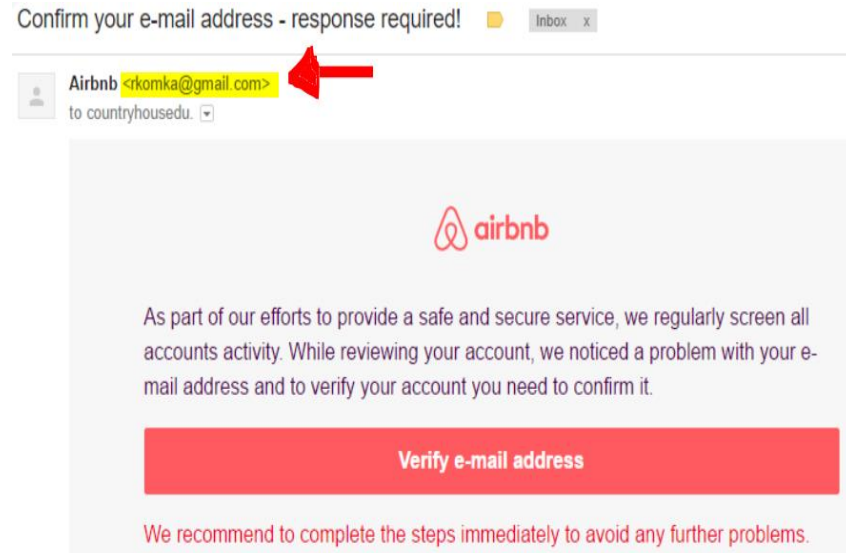 Confirm your e-mail address - response required!
Inbox x
Airbnb <rkomka@gmail.com>
to countryhousedu.
airbnb
As part of our efforts to provide a safe and secure service, we regularly screen all
accounts activity. While reviewing your account, we noticed a problem with your e-
mail address and to verify your account you need to confirm it.
Verify e-mail address
We recommend to complete the steps immediately to avoid any further problems.